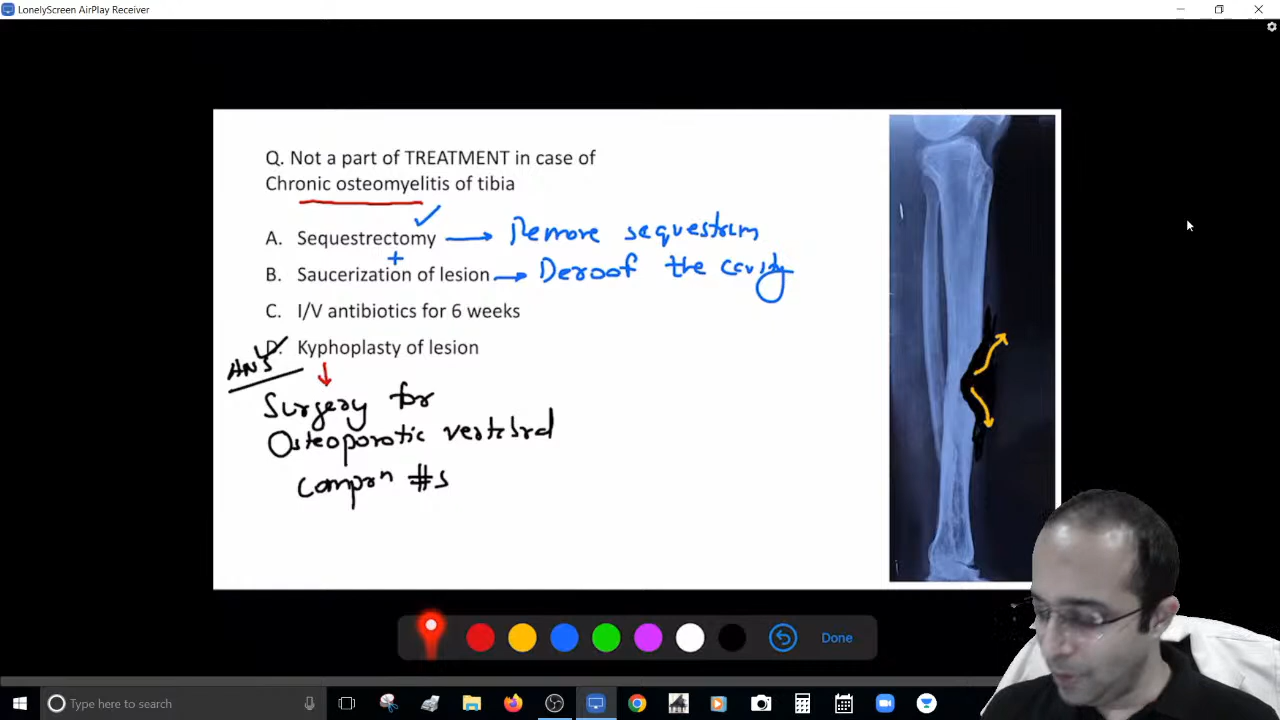 LonelyScreen AirPlay Receiver
Q. Not a part of TREATMENT in case of
Chronic osteomyelitis of tibia
A. Sequestrectomy → Remove sequestrum
+
B. Saucerization of lesion → Deroof the cavity
C. I/V antibiotics for 6 weeks
ANS D. Kyphoplasty of lesion
Surgery for
Osteoporotic vertebral
comprn #s
Done
Type here to search